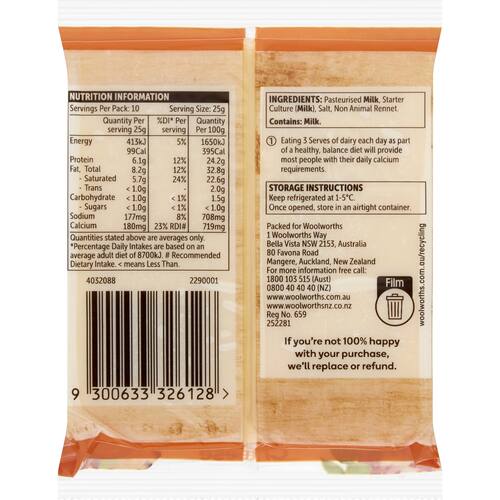 NUTRITION INFORMATION
Servings Per Pack: 10 Serving Size: 25g
Quantity Per serving 25g %DI* Per serving Quantity Per 100g
Energy 413kJ 5% 1650kJ
99Cal 395Cal
Protein 6.1g 12% 24.2g
Fat, Total 8.2g 12% 32.8g
- Saturated 5.7g 24% 22.6g
- Trans < 1.0g - 2.0g
Carbohydrate < 1.0g < 1% < 1.0g
- Sugars < 1.0g < 1% < 1.0g
Sodium 177mg 8% 708mg
Calcium 180mg 23% RDI# 719mg
Quantities stated above are averages only.
*Percentage Daily Intakes are based on
an average adult diet of 8700kJ. # Recommended
Dietary Intake. < means Less Than.
4032088 2290001
9 300633 326128 >
INGREDIENTS: Pasteurised Milk, Starter
Culture (Milk), Salt, Non Animal Rennet.
Contains: Milk.
1 Eating 3 Serves of dairy each day as part
of a healthy, balance diet will provide
most people with their daily calcium
requirements.
STORAGE INSTRUCTIONS
Keep refrigerated at 1-5°C.
Once opened, store in an airtight container.
Packed for Woolworths
1 Woolworths Way
Bella Vista NSW 2153, Australia
80 Favona Road
Mangere, Auckland, New Zealand
For more information free call:
1800 103 515 (Aust)
0800 40 40 40 (NZ)
www.woolworths.com.au
www.woolworthsnz.co.nz
Reg No. 659
252281
Film
woolworths.com.au/recycling
If you're not 100% happy
with your purchase,
we'll replace or refund.